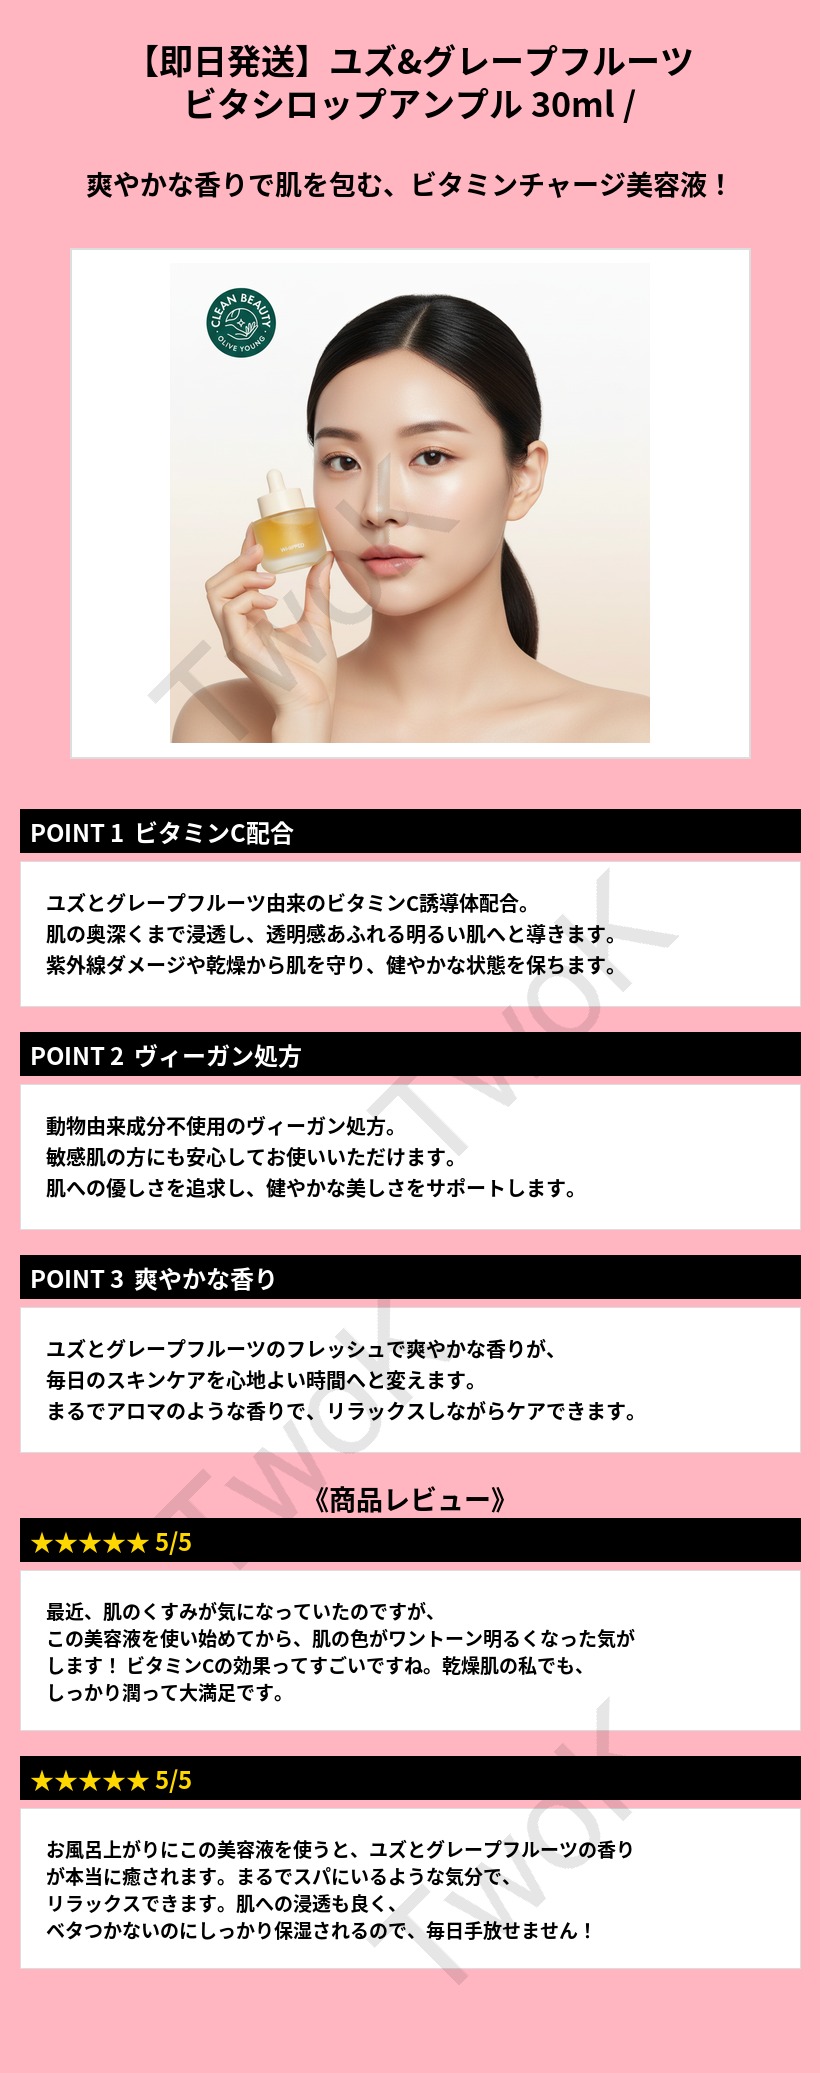 【即日発送】ユズ&グレープフルーツ
ビタシロップアンプル 30ml /
爽やかな香りで肌を包む、ビタミンチャージ美容液！
CLEAN BEAUTY
OLIVE YOUNG
WHIPPED
TwoK
POINT 1 ビタミンC配合
ユズとグレープフルーツ由来のビタミンC誘導体配合。
肌の奥深くまで浸透し、透明感あふれる明るい肌へと導きます。
紫外線ダメージや乾燥から肌を守り、健やかな状態を保ちます。
TwoK
POINT 2 ヴィーガン処方
動物由来成分不使用のヴィーガン処方。
敏感肌の方にも安心してお使いいただけます。
肌への優しさを追求し、健やかな美しさをサポートします。
POINT 3 爽やかな香り
ユズとグレープフルーツのフレッシュで爽やかな香りが、
毎日のスキンケアを心地よい時間へと変えます。
まるでアロマのような香りで、リラックスしながらケアできます。
TwoK
《商品レビュー》
★★★★★ 5/5
最近、肌のくすみが気になっていたのですが、
この美容液を使い始めてから、肌の色がワントーン明るくなった気が
します！ ビタミンCの効果ってすごいですね。乾燥肌の私でも、
しっかり潤って大満足です。
★★★★★ 5/5
お風呂上がりにこの美容液を使うと、ユズとグレープフルーツの香り
が本当に癒されます。まるでスパにいるような気分で、
リラックスできます。肌への浸透も良く、
ベタつかないのにしっかり保湿されるので、毎日手放せません！
TwoK